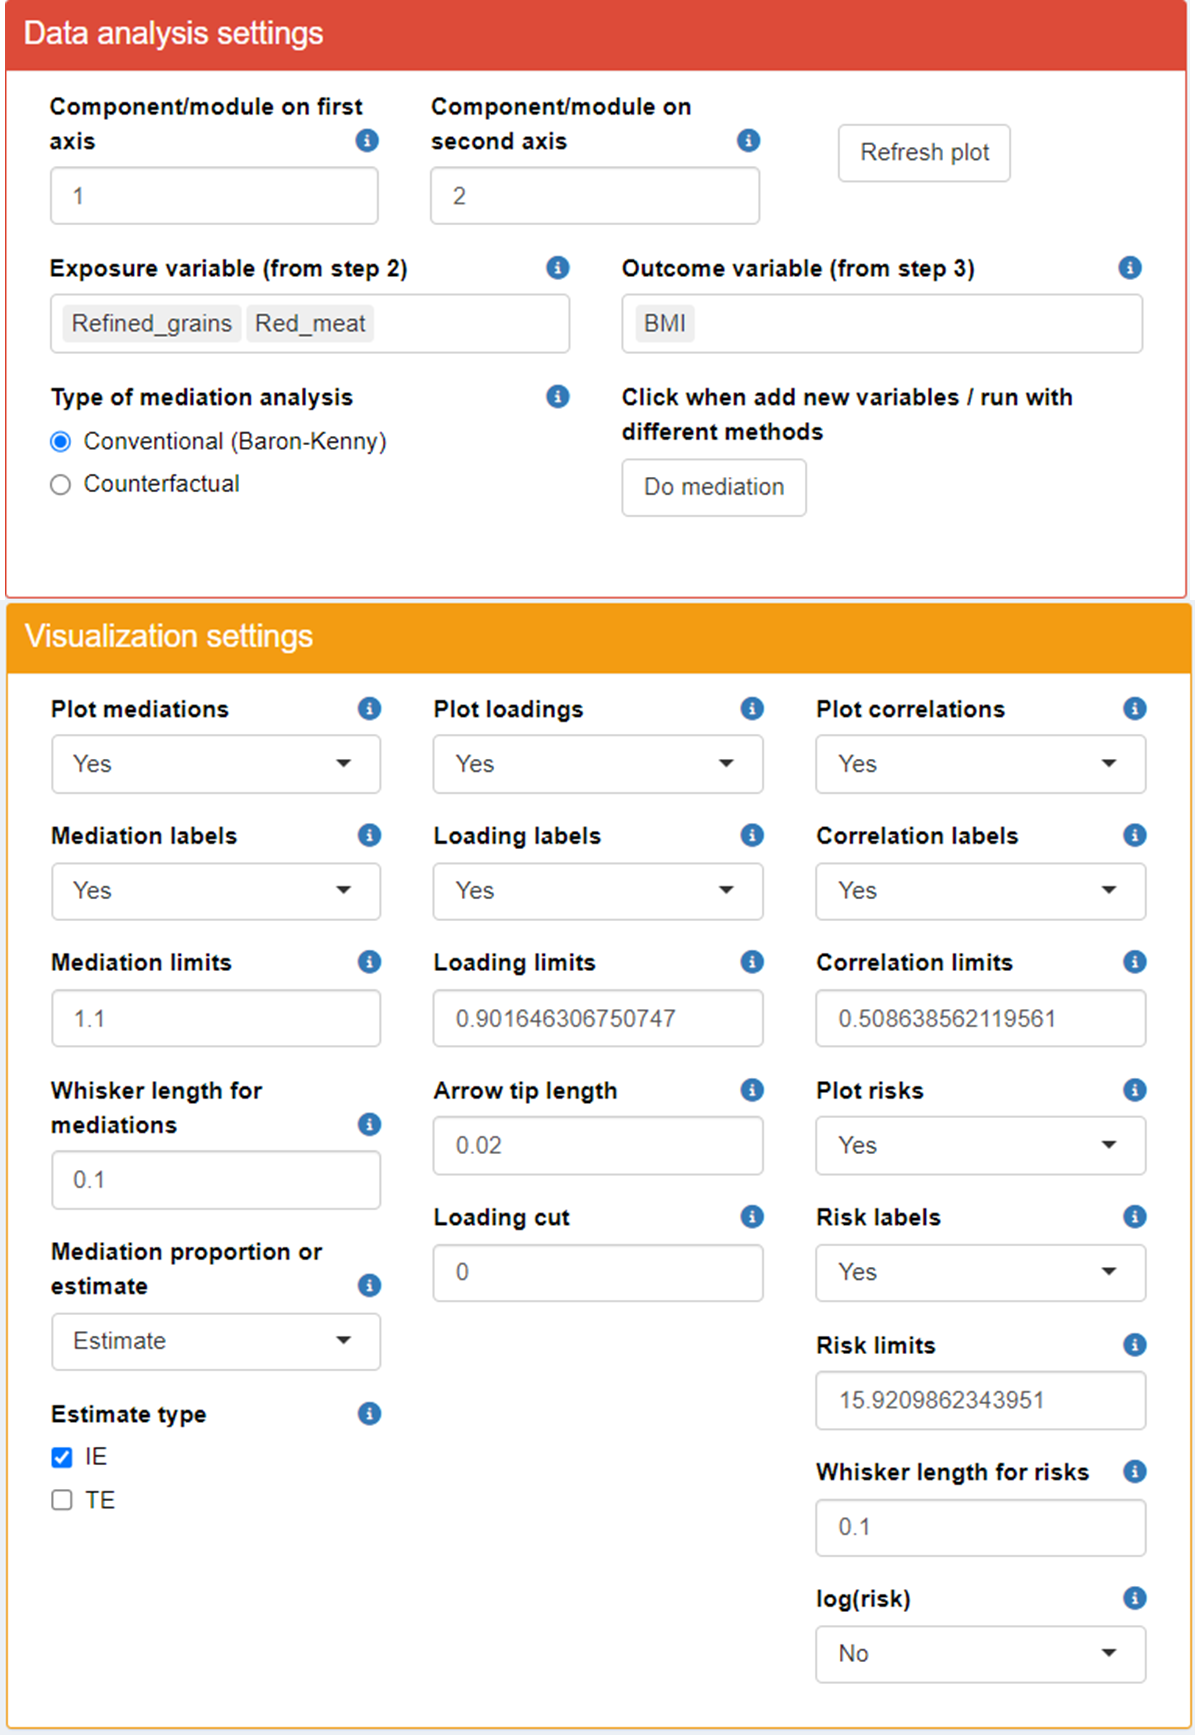 Data analysis settings
Component/module on first
axis
Component/module on
second axis
Refresh plot
1
2
Exposure variable (from step 2)
Outcome variable (from step 3)
Refined_grains Red_meat
BMI
Type of mediation analysis
Conventional (Baron-Kenny)
Counterfactual
Click when add new variables / run with
different methods
Do mediation
Visualization settings
Plot mediations
Yes
Plot loadings
Yes
Plot correlations
Yes
Mediation labels
Yes
Loading labels
Yes
Correlation labels
Yes
Mediation limits
1.1
Loading limits
0.901646306750747
Correlation limits
0.508638562119561
Whisker length for
mediations
0.1
Arrow tip length
0.02
Plot risks
Yes
Mediation proportion or
estimate
Estimate
Loading cut
0
Risk labels
Yes
Estimate type
IE
TE
Risk limits
15.9209862343951
Whisker length for risks
0.1
log(risk)
No